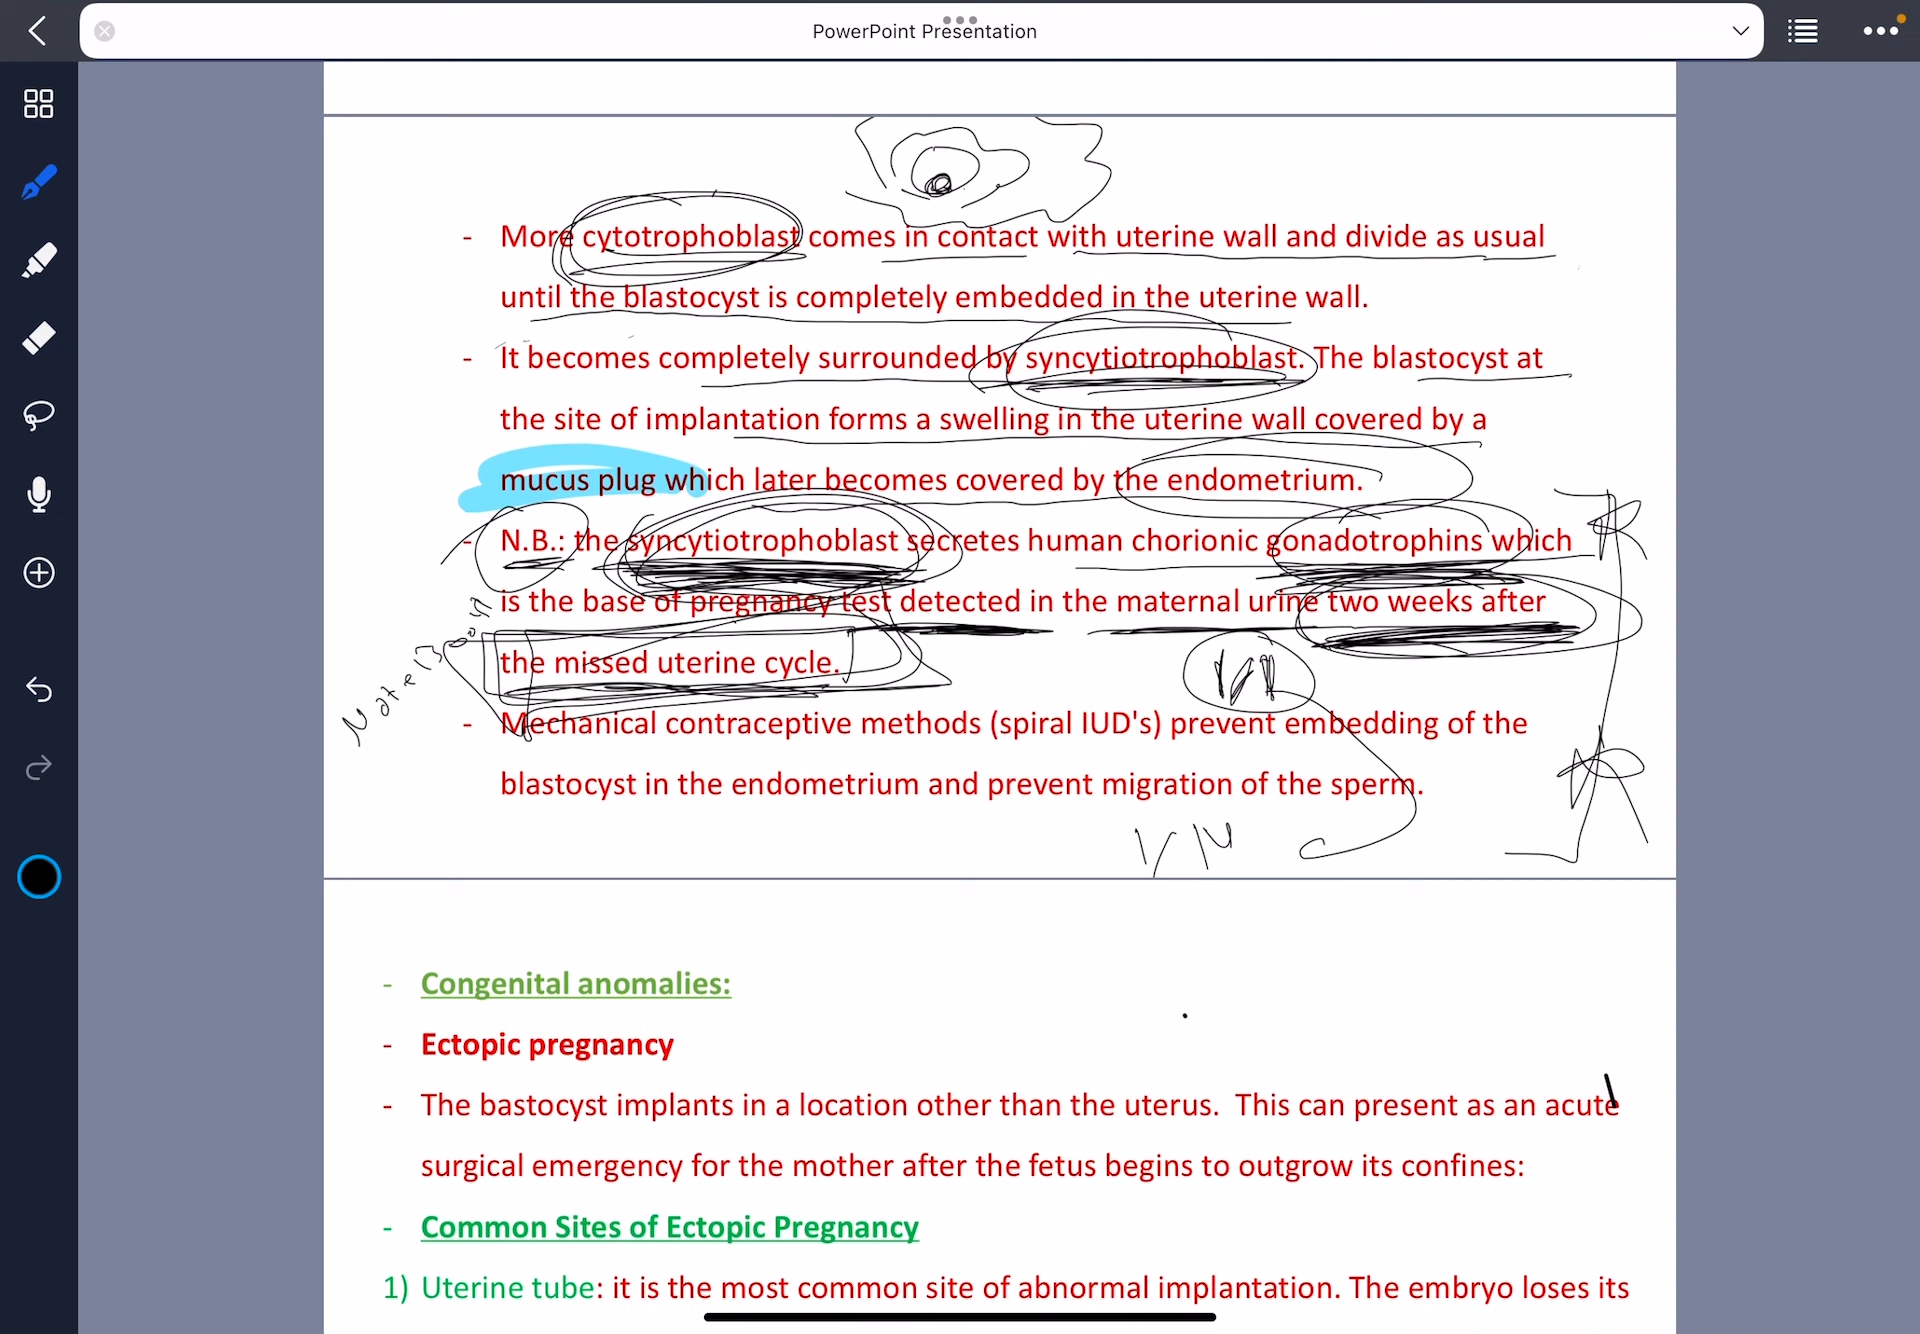 PowerPoint Presentation
- More cytotrophoblast comes in contact with uterine wall and divide as usual
until the blastocyst is completely embedded in the uterine wall.
- It becomes completely surrounded by syncytiotrophoblast. The blastocyst at
the site of implantation forms a swelling in the uterine wall covered by a
mucus plug which later becomes covered by the endometrium.
- N.B.: the syncytiotrophoblast secretes human chorionic gonadotrophins which
is the base of pregnancy test detected in the maternal urine two weeks after
the missed uterine cycle.
- Mechanical contraceptive methods (spiral IUD's) prevent embedding of the
blastocyst in the endometrium and prevent migration of the sperm.
- Congenital anomalies:
- Ectopic pregnancy
- The bastocyst implants in a location other than the uterus. This can present as an acute
surgical emergency for the mother after the fetus begins to outgrow its confines:
- Common Sites of Ectopic Pregnancy
1) Uterine tube: it is the most common site of abnormal implantation. The embryo loses its